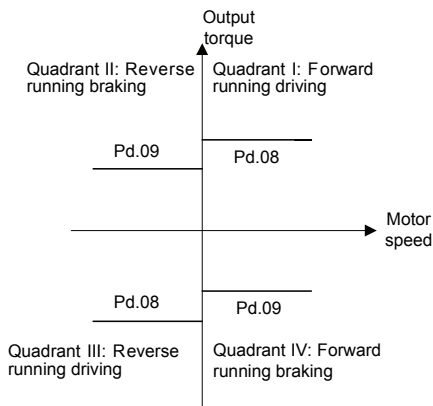 Output
torque
Quadrant II: Reverse
running braking
Quadrant I: Forward
running driving
Pd.09
Pd.08
Motor
speed
Pd.08
Pd.09
Quadrant III: Reverse
running driving
Quadrant IV: Forward
running braking